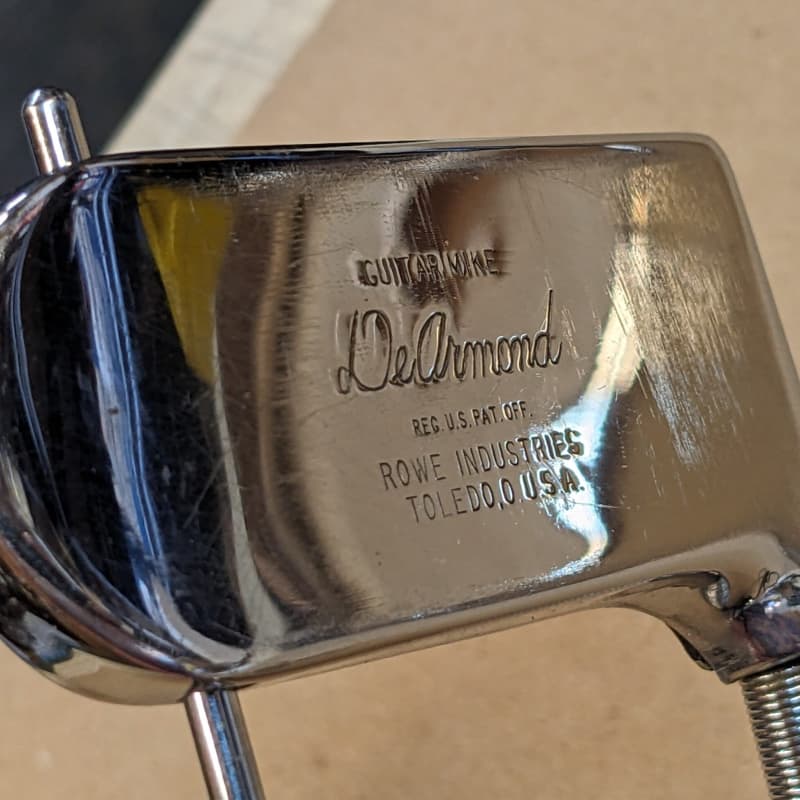 GUITAR MIKE
DeArmond
REG. U.S. PAT. OFF.
ROWE INDUSTRIES
TOLEDO, O. U.S.A.